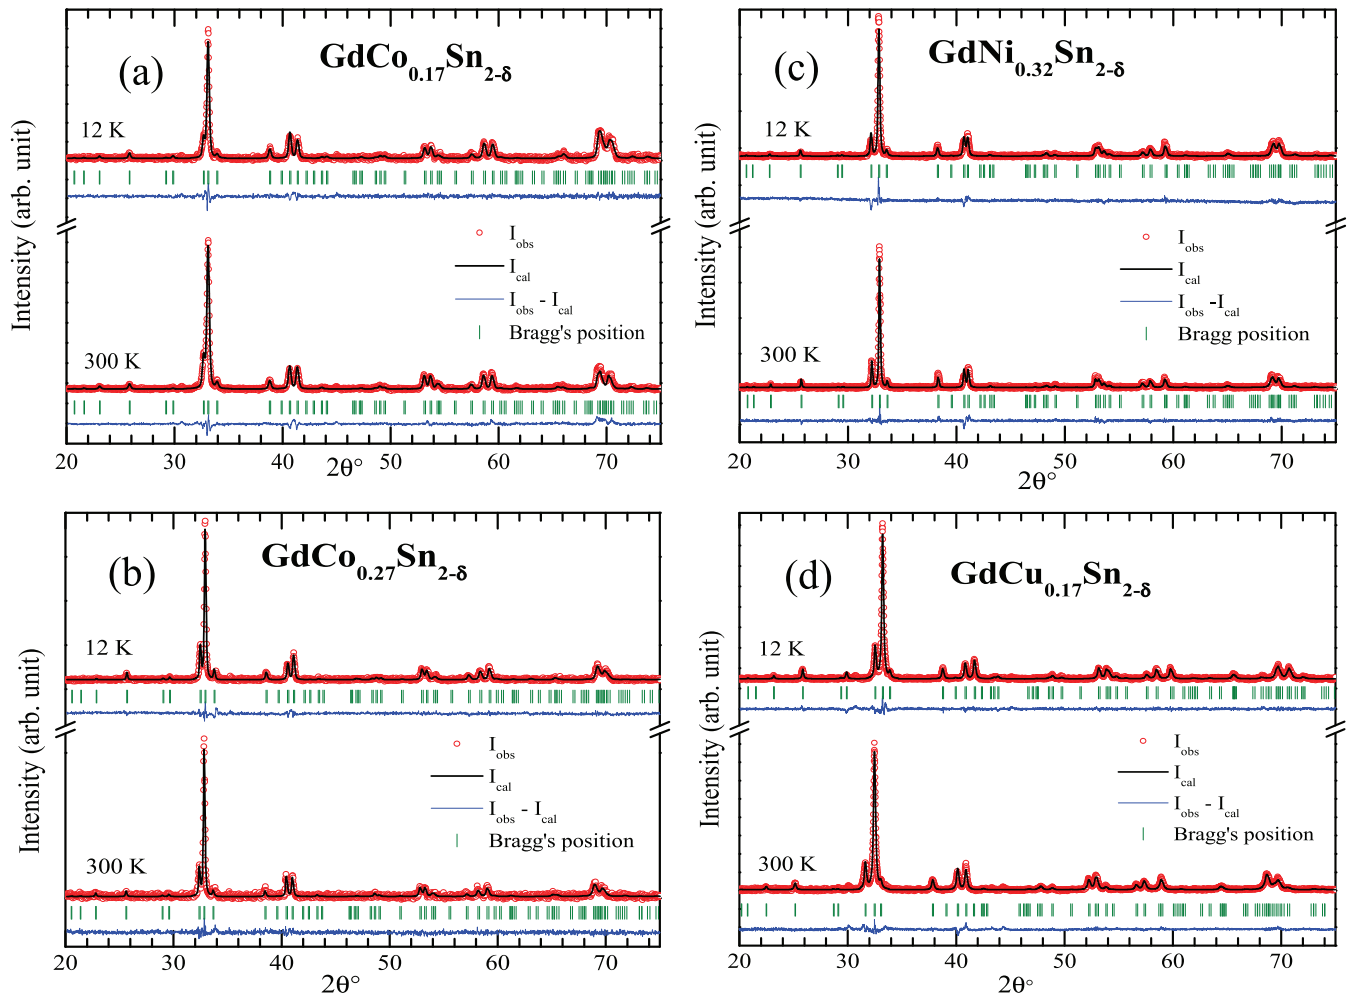 (a)
GdCo0.17Sn2-δ
12 K
Iobs
Ical
Iobs - Ical
Bragg's position
300 K
Intensity (arb. unit)
20 30 40 50 60 70
2θ°
(c)
GdNi0.32Sn2-δ
12 K
Iobs
Ical
Iobs -Ical
Bragg position
300 K
Intensity (arb. unit)
20 30 40 50 60 70
2θ°
(b)
GdCo0.27Sn2-δ
12 K
Iobs
Ical
Iobs - Ical
Bragg's position
300 K
Intensity (arb. unit)
20 30 40 50 60 70
2θ°
(d)
GdCu0.17Sn2-δ
12 K
Iobs
Ical
Iobs - Ical
Bragg's position
300 K
Intensity (arb. unit)
20 30 40 50 60 70
2θ°